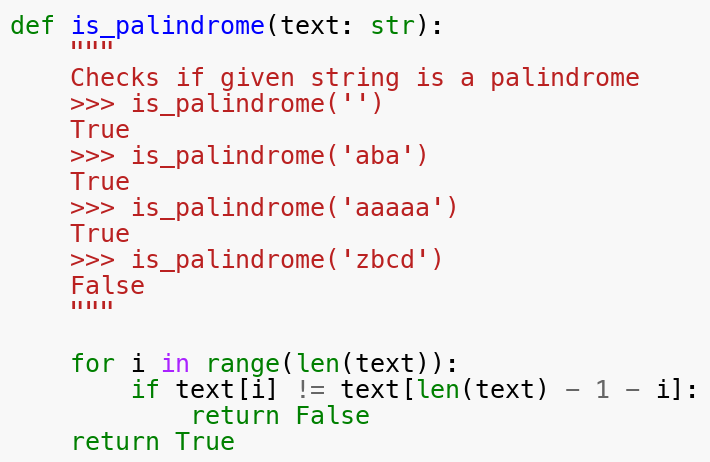 def is_palindrome(text: str):
    """
    Checks if given string is a palindrome
    >>> is_palindrome('')
    True
    >>> is_palindrome('aba')
    True
    >>> is_palindrome('aaaaa')
    True
    >>> is_palindrome('zbcd')
    False
    """

    for i in range(len(text)):
        if text[i] != text[len(text) - 1 - i]:
            return False
    return True